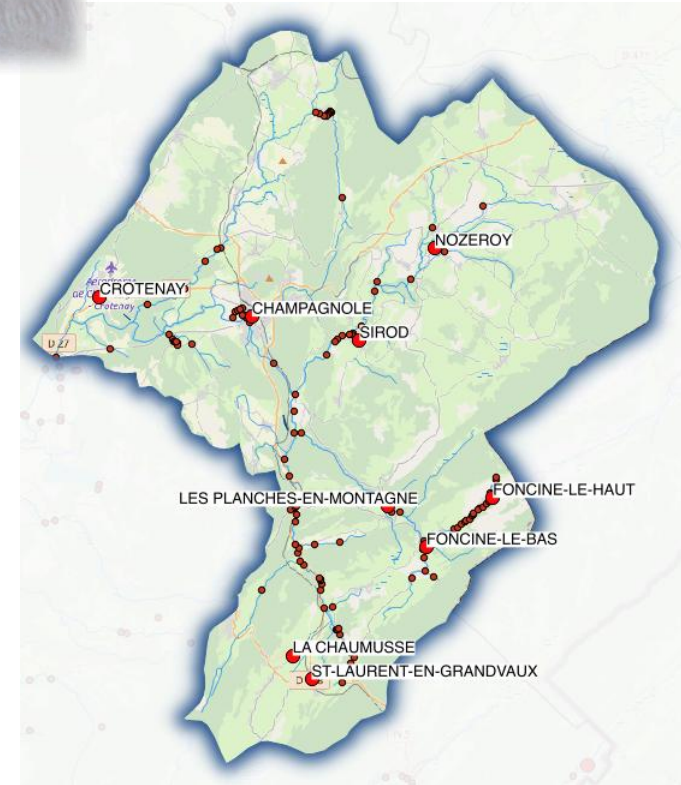 NOZEROY
CROTENAY
CHAMPAGNOLE
SIROD
D 27
LES PLANCHES-EN-MONTAGNE
FONCINE-LE-HAUT
FONCINE-LE-BAS
LA CHAUMUSSE
ST-LAURENT-EN-GRANDVAUX